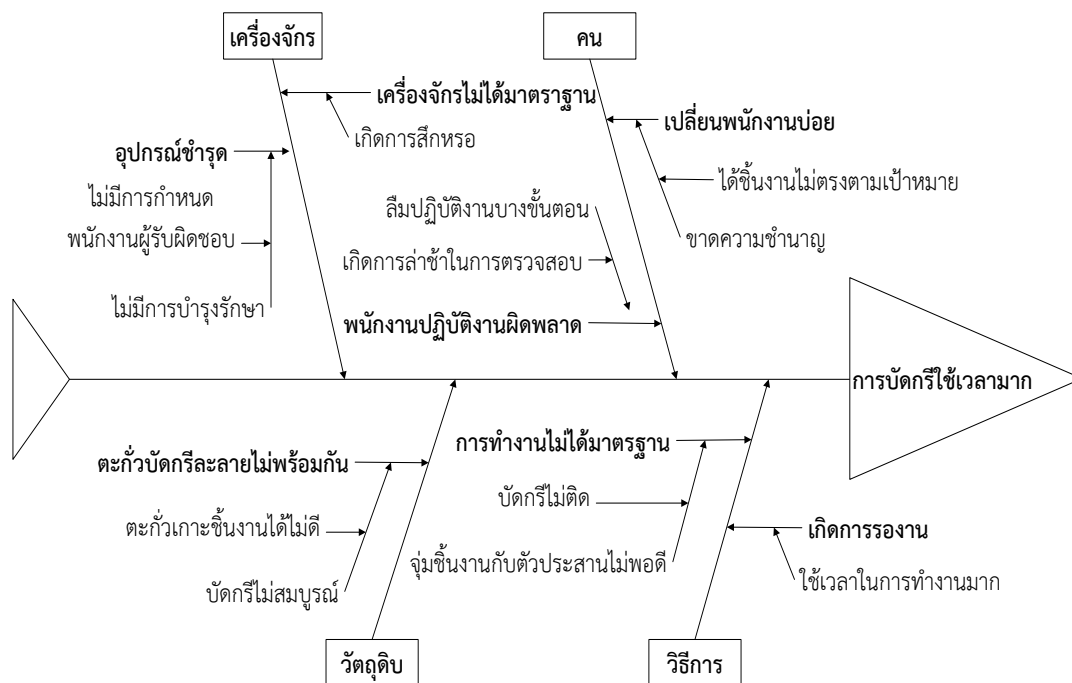 เครื่องจักร
คน
เครื่องจักรไม่ได้มาตราฐาน
เกิดการสึกหรอ
อุปกรณ์ชำรุด
ไม่มีการกำหนด
พนักงานผู้รับผิดชอบ
ไม่มีการบำรุงรักษา
เปลี่ยนพนักงานบ่อย
ได้ชิ้นงานไม่ตรงตามเป้าหมาย
ขาดความชำนาญ
ลืมปฏิบัติงานบางขั้นตอน
เกิดการล่าช้าในการตรวจสอบ
พนักงานปฏิบัติงานผิดพลาด
การบัดกรีใช้เวลามาก
ตะกั่วบัดกรีละลายไม่พร้อมกัน
ตะกั่วเกาะชิ้นงานได้ไม่ดี
บัดกรีไม่สมบูรณ์
การทำงานไม่ได้มาตรฐาน
บัดกรีไม่ติด
จุ่มชิ้นงานกับตัวประสานไม่พอดี
เกิดการรองาน
ใช้เวลาในการทำงานมาก
วัตถุดิบ
วิธีการ